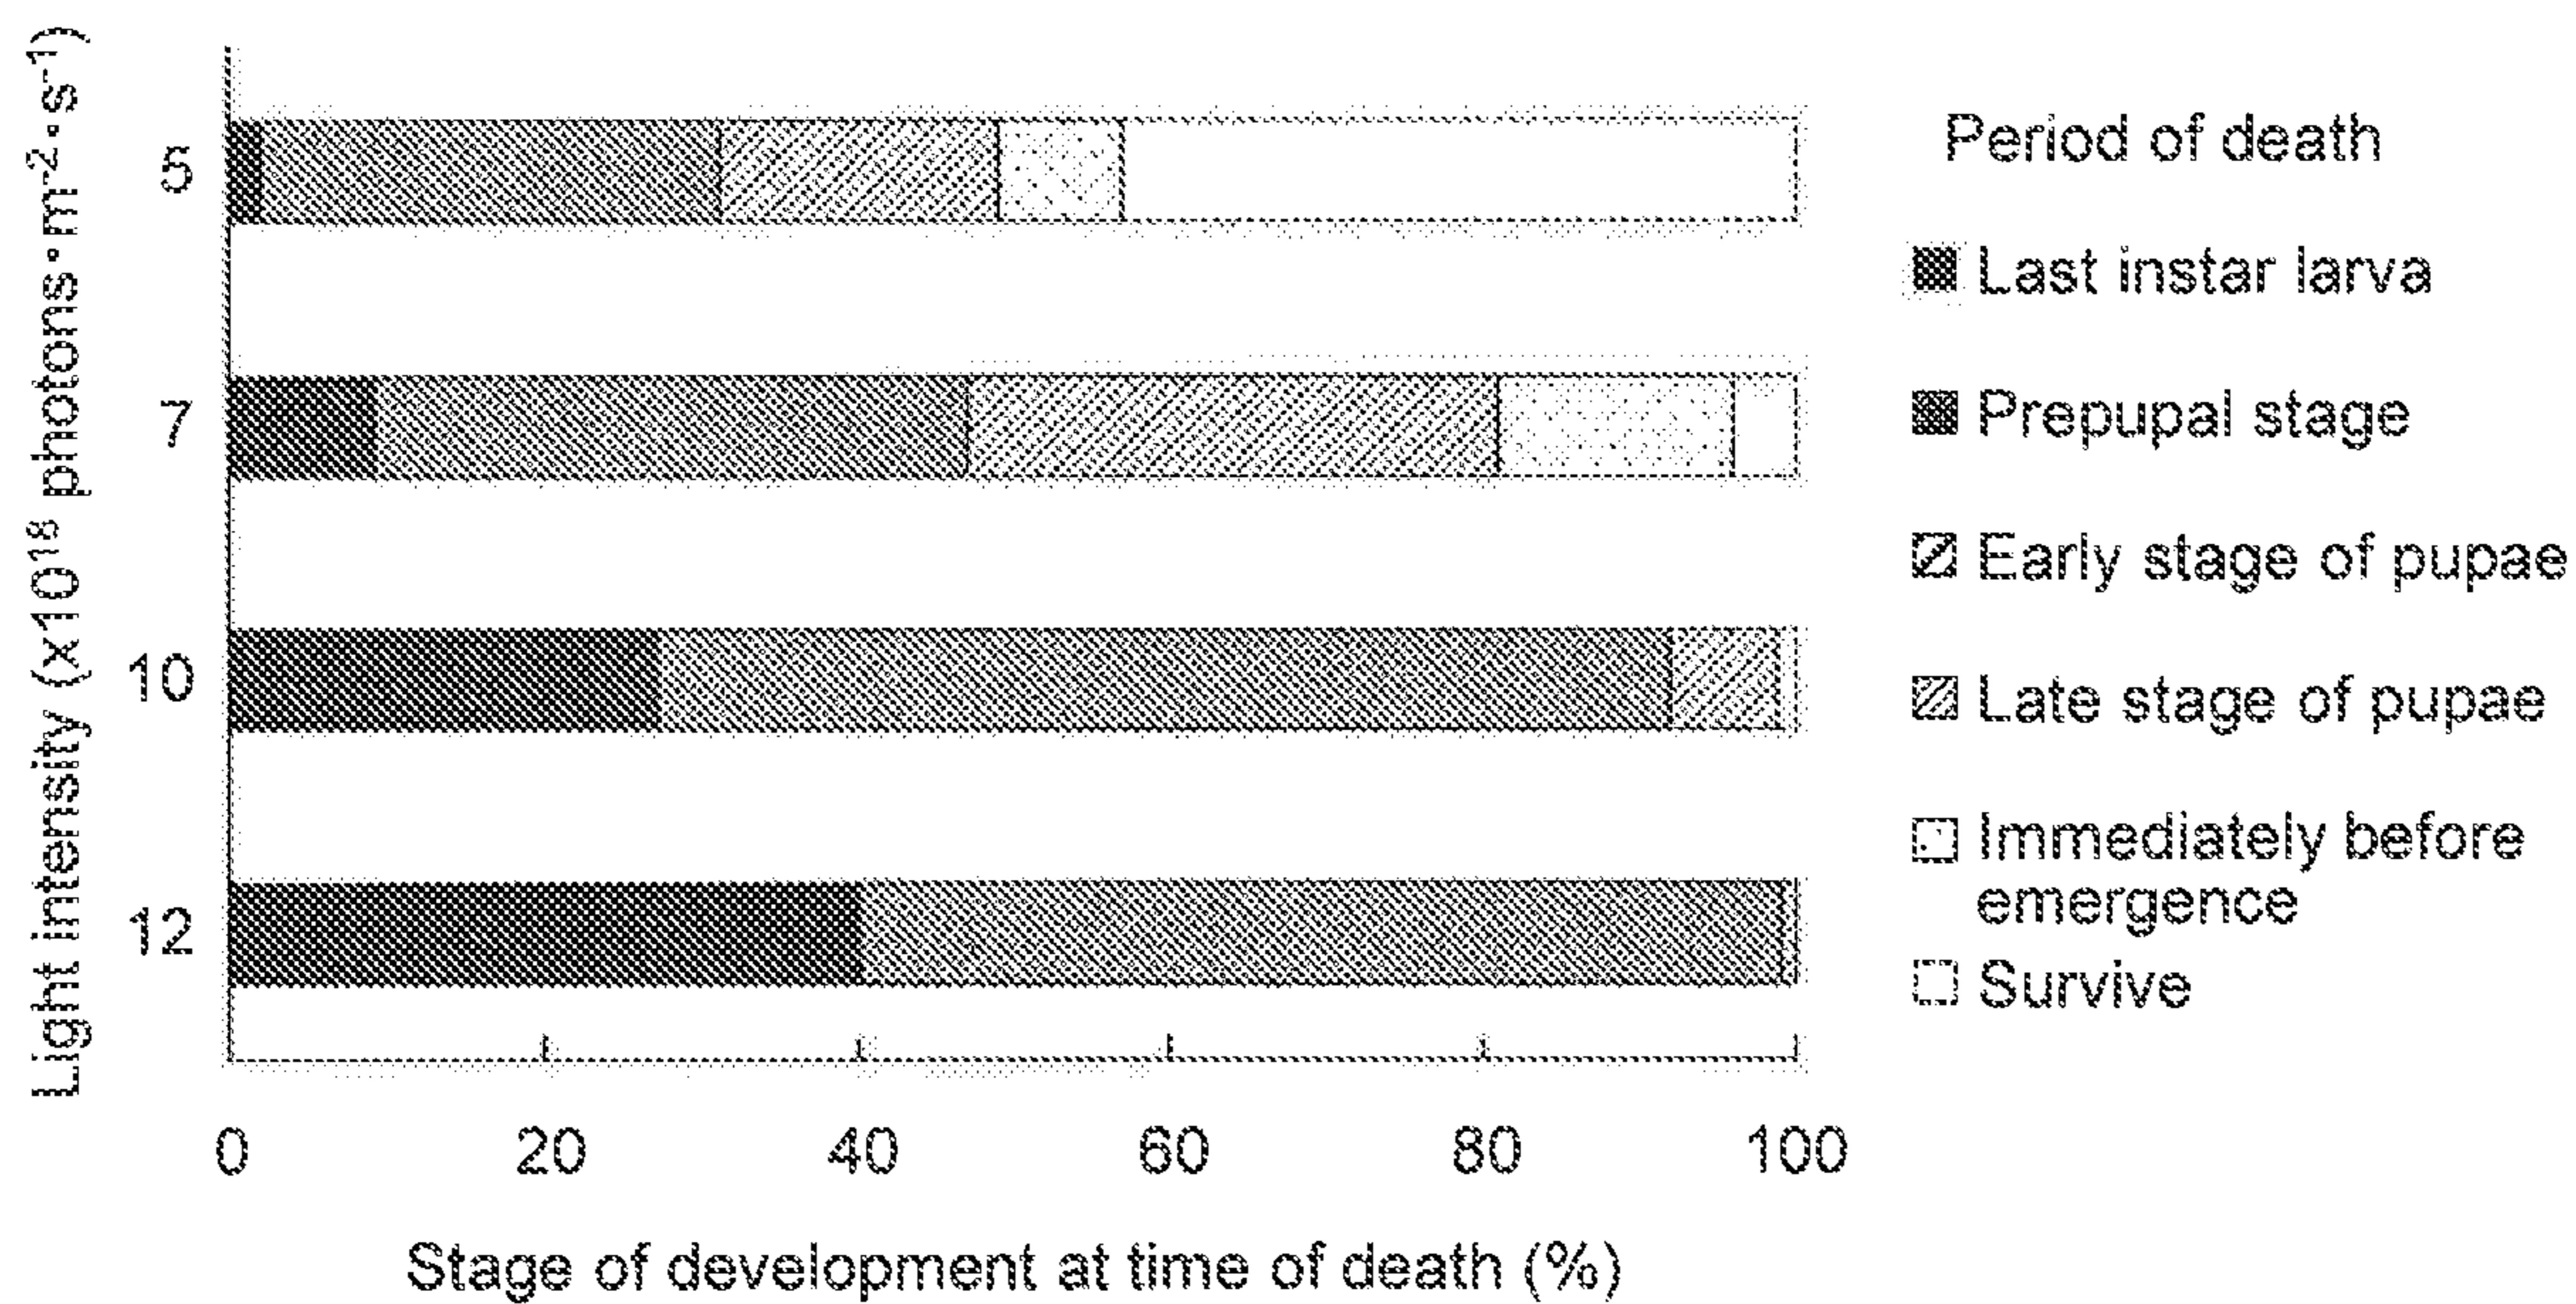 Light intensity (x10¹⁸ photons·m⁻²·s⁻¹)
5
7
10
12
0 20 40 60 80 100
Stage of development at time of death (%)
Period of death
Last instar larva
Prepupal stage
Early stage of pupae
Late stage of pupae
Immediately before
emergence
Survive